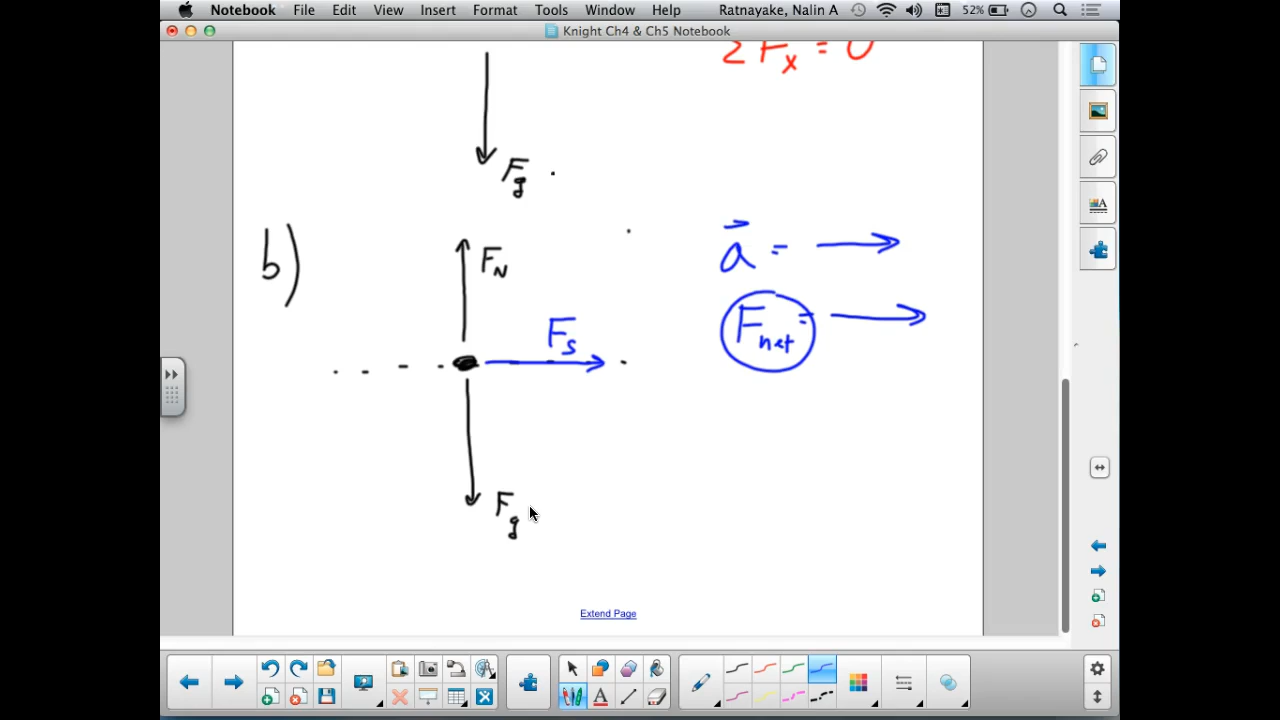 Notebook File Edit View Insert Format Tools Window Help Ratnayake, Nalin A 52%
Knight Ch4 & Ch5 Notebook
ΣFx = 0
Fg
b)
FN
a⃗ =
Fs
Fnet =
Fg
Extend Page
A